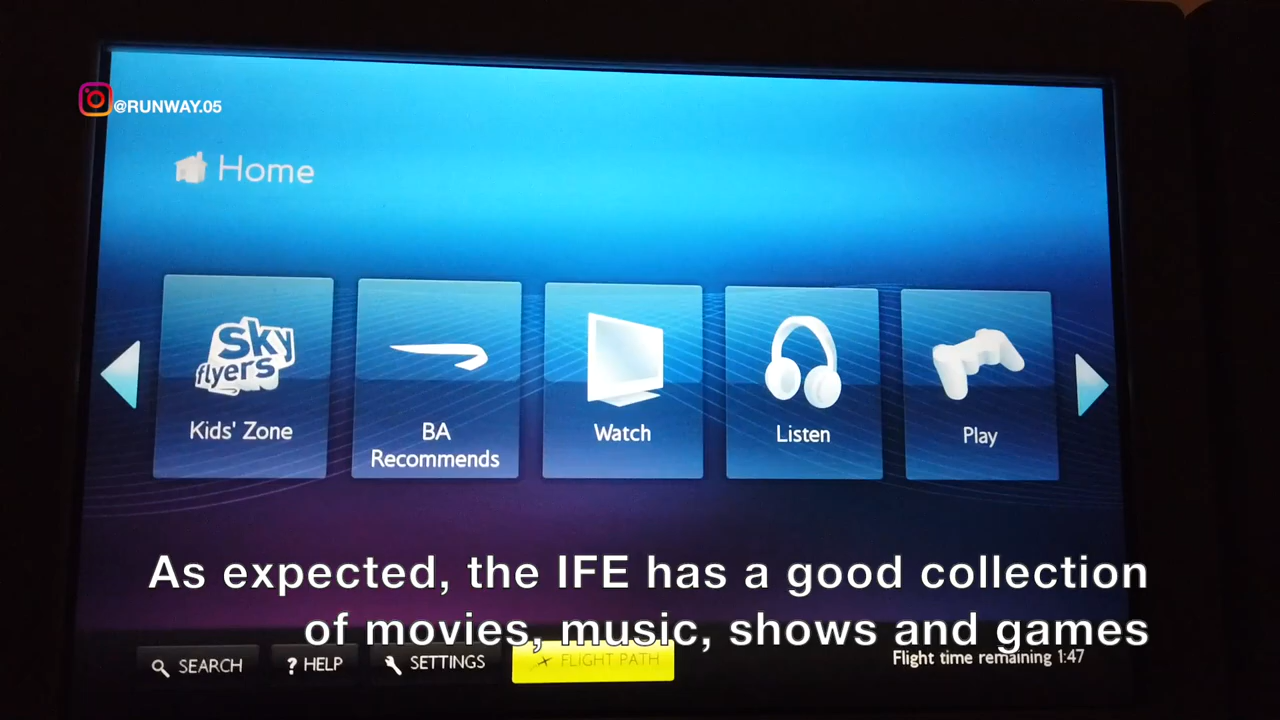 @RUNWAY.05
Home
sky
flyers
Kids' Zone
BA
Recommends
Watch
Listen
Play
As expected, the IFE has a good collection
of movies, music, shows and games
SEARCH
? HELP
SETTINGS
FLIGHT PATH
Flight time remaining 1:47